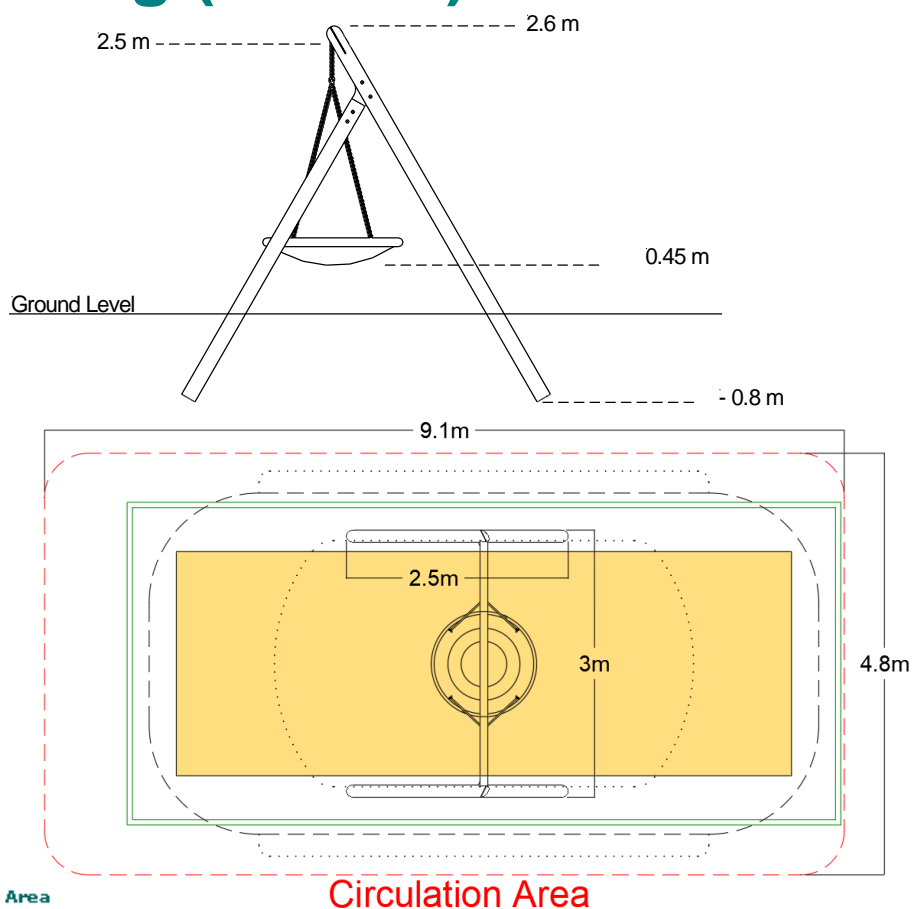 2.6 m
2.5 m
0.45 m
Ground Level
- 0.8 m
9.1m
2.5m
3m
4.8m
Area
Circulation Area